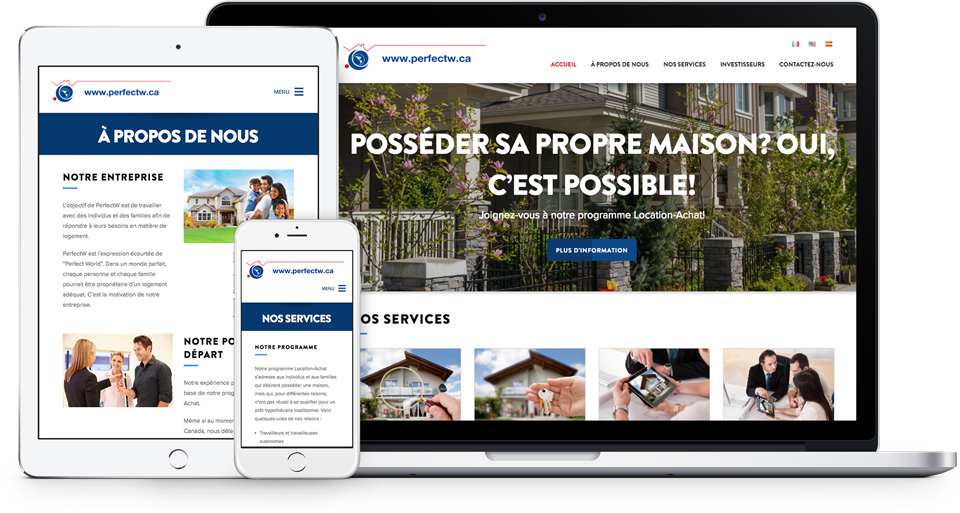 www.perfectw.ca
MENU
À PROPOS DE NOUS
NOTRE ENTREPRISE
L'objectif de PerfectW est de travailler
avec des individus et des familles afin de
répondre à leurs besoins en matière de
logement.
PerfectW est l'expression écourtée de
"Perfect World". Dans un monde parfait,
chaque personne et chaque famille
pourrait être propriétaire d'un logement
adéquat. C'est la motivation de notre
entreprise.
NOTRE PO
DÉPART
Notre expérience p
base de notre prog
Achat.
Même si au momer
Canada, nous déte
www.perfectw.ca
MENU
NOS SERVICES
NOTRE PROGRAMME
Notre programme Location-Achat
s'adresse aux individus et aux familles
qui désirent posséder une maison,
mais qui, pour différentes raisons,
n'ont pas réussi à se qualifier pour un
prêt hypothécaire traditionnel. Voici
quelques-unes de ces raisons :
• Travailleurs et travailleuses
autonomes
www.perfectw.ca
ACCUEIL À PROPOS DE NOUS NOS SERVICES INVESTISSEURS CONTACTEZ-NOUS
POSSÉDER SA PROPRE MAISON? OUI,
C'EST POSSIBLE!
Joignez-vous à notre programme Location-Achat!
PLUS D'INFORMATION
OS SERVICES